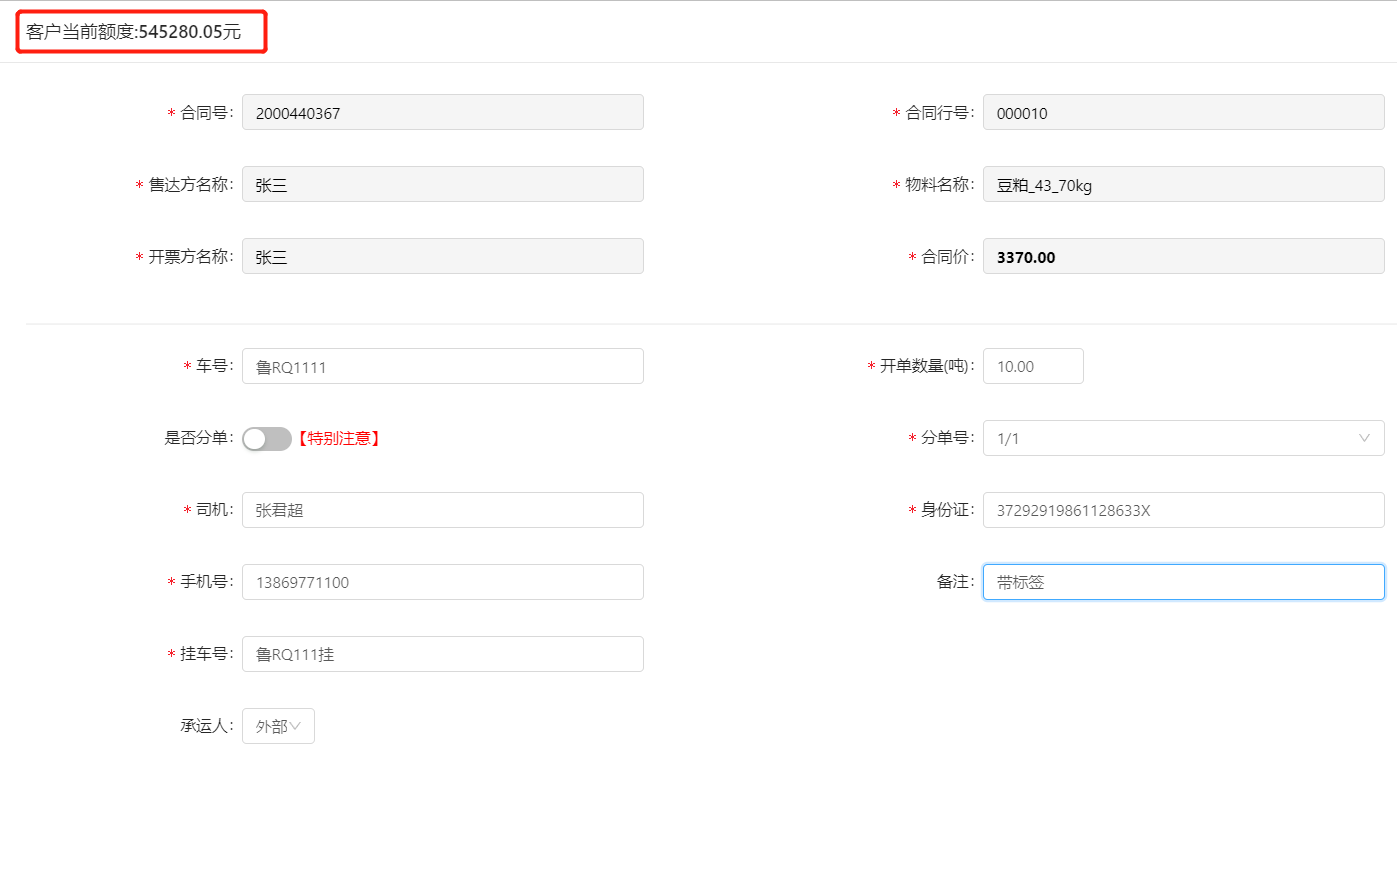 客户当前额度:545280.05元
* 合同号: 2000440367 * 合同行号: 000010
* 售达方名称: 张三 * 物料名称: 豆粕_43_70kg
* 开票方名称: 张三 * 合同价: 3370.00
* 车号: 鲁RQ1111 * 开单数量(吨): 10.00
是否分单: 【特别注意】 * 分单号: 1/1
* 司机: 张君超 * 身份证: 37292919861128633X
* 手机号: 13869771100 备注: 带标签
* 挂车号: 鲁RQ111挂
承运人: 外部